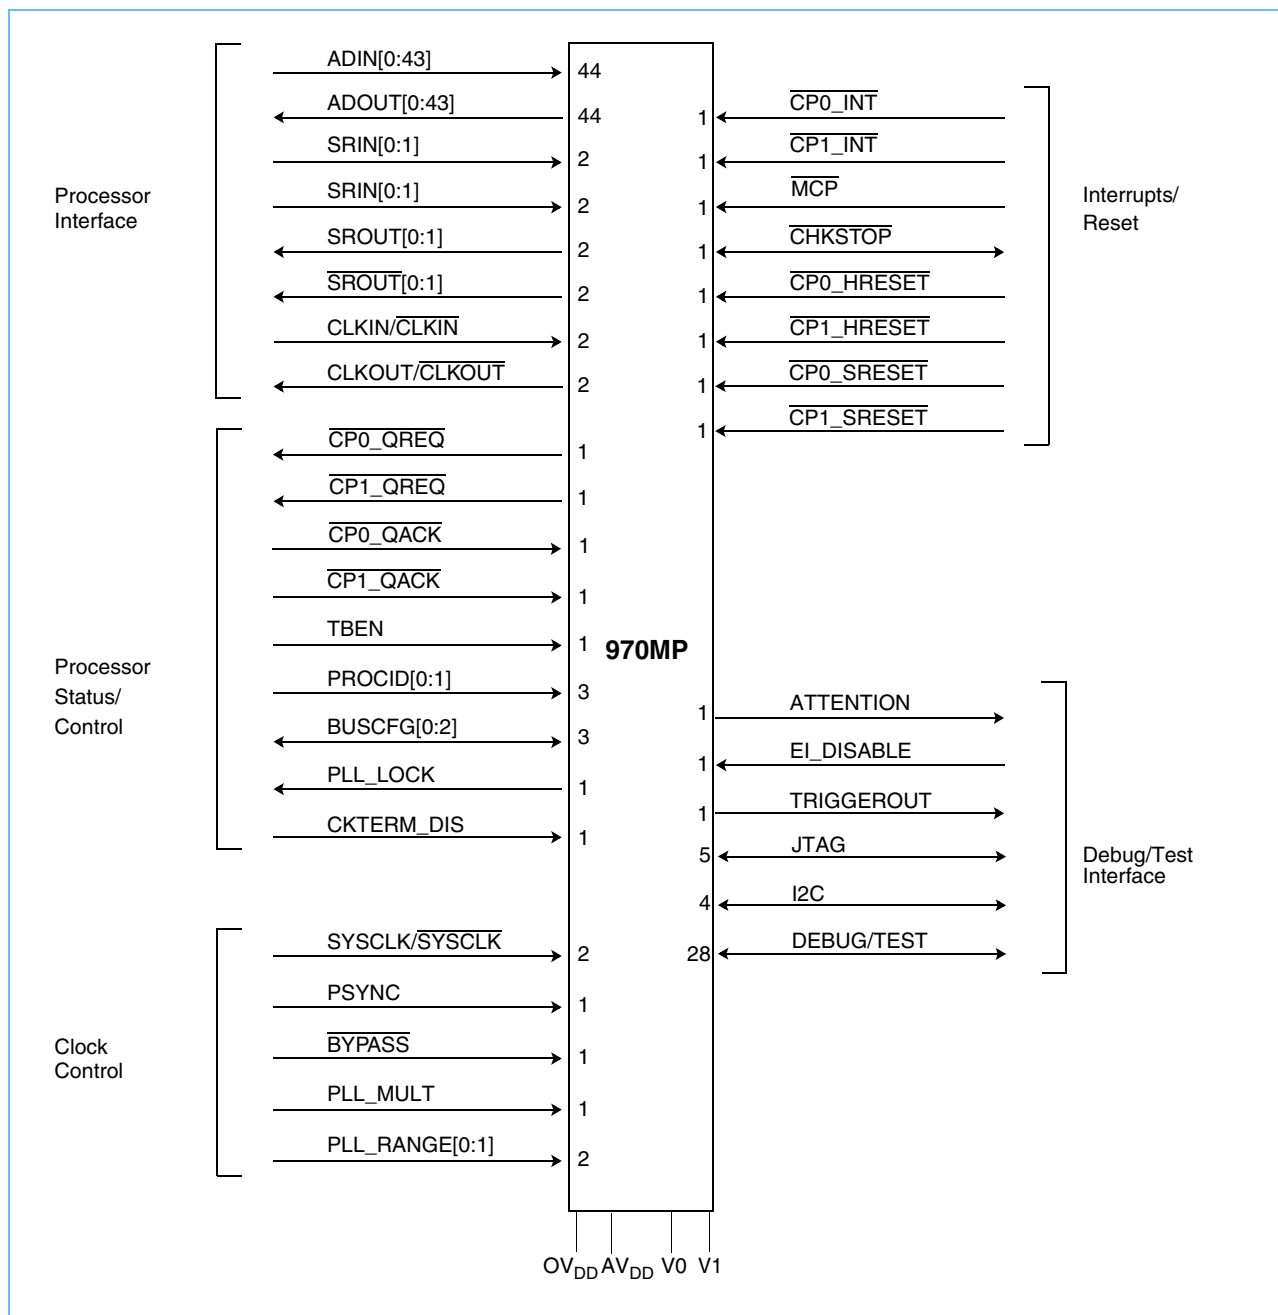 Processor
Interface
ADIN[0:43]
44
ADOUT[0:43]
44
SRIN[0:1]
2
SRIN[0:1]
2
SROUT[0:1]
2
SROUT[0:1]
2
CLKIN/CLKIN
2
CLKOUT/CLKOUT
2
Processor
Status/
Control
CP0_QREQ
1
CP1_QREQ
1
CP0_QACK
1
CP1_QACK
1
TBEN
1
PROCID[0:1]
3
BUSCFG[0:2]
3
PLL_LOCK
1
CKTERM_DIS
1
Clock
Control
SYSCLK/SYSCLK
2
PSYNC
1
BYPASS
1
PLL_MULT
1
PLL_RANGE[0:1]
2
970MP
1
CP0_INT
1
CP1_INT
1
MCP
1
CHKSTOP
1
CP0_HRESET
1
CP1_HRESET
1
CP0_SRESET
1
CP1_SRESET
Interrupts/
Reset
1
ATTENTION
1
EI_DISABLE
1
TRIGGEROUT
5
JTAG
4
I2C
28
DEBUG/TEST
Debug/Test
Interface
OVDD AVDD V0 V1